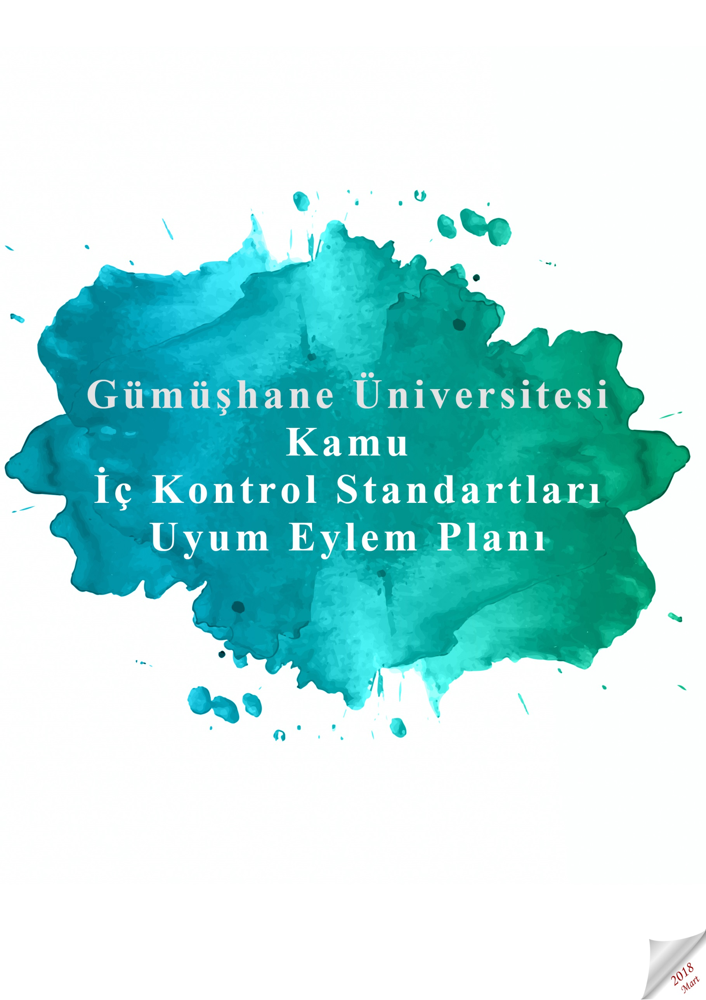 Gümüşhane Üniversitesi
Kamu
İç Kontrol Standartları
Uyum Eylem Planı
2018
Mart